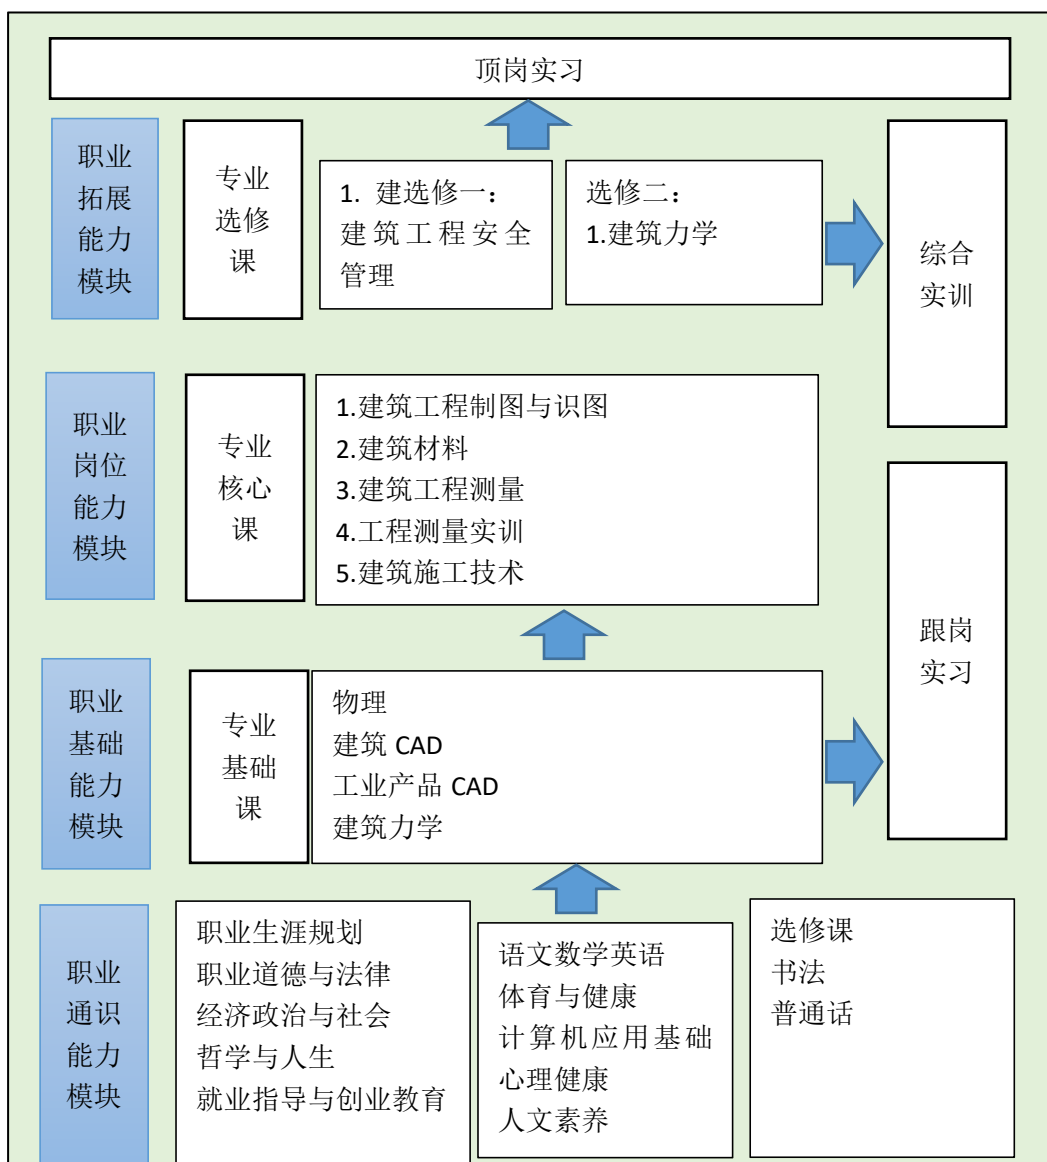 顶岗实习
职业
拓展
能力
模块
专业
选修
课
1. 建选修一：
建筑工程安全
管理
选修二：
1.建筑力学
综合
实训
职业
岗位
能力
模块
专业
核心
课
1.建筑工程制图与识图
2.建筑材料
3.建筑工程测量
4.工程测量实训
5.建筑施工技术
跟岗
实习
职业
基础
能力
模块
专业
基础
课
物理
建筑 CAD
工业产品 CAD
建筑力学
职业
通识
能力
模块
职业生涯规划
职业道德与法律
经济政治与社会
哲学与人生
就业指导与创业教育
语文数学英语
体育与健康
计算机应用基础
心理健康
人文素养
选修课
书法
普通话